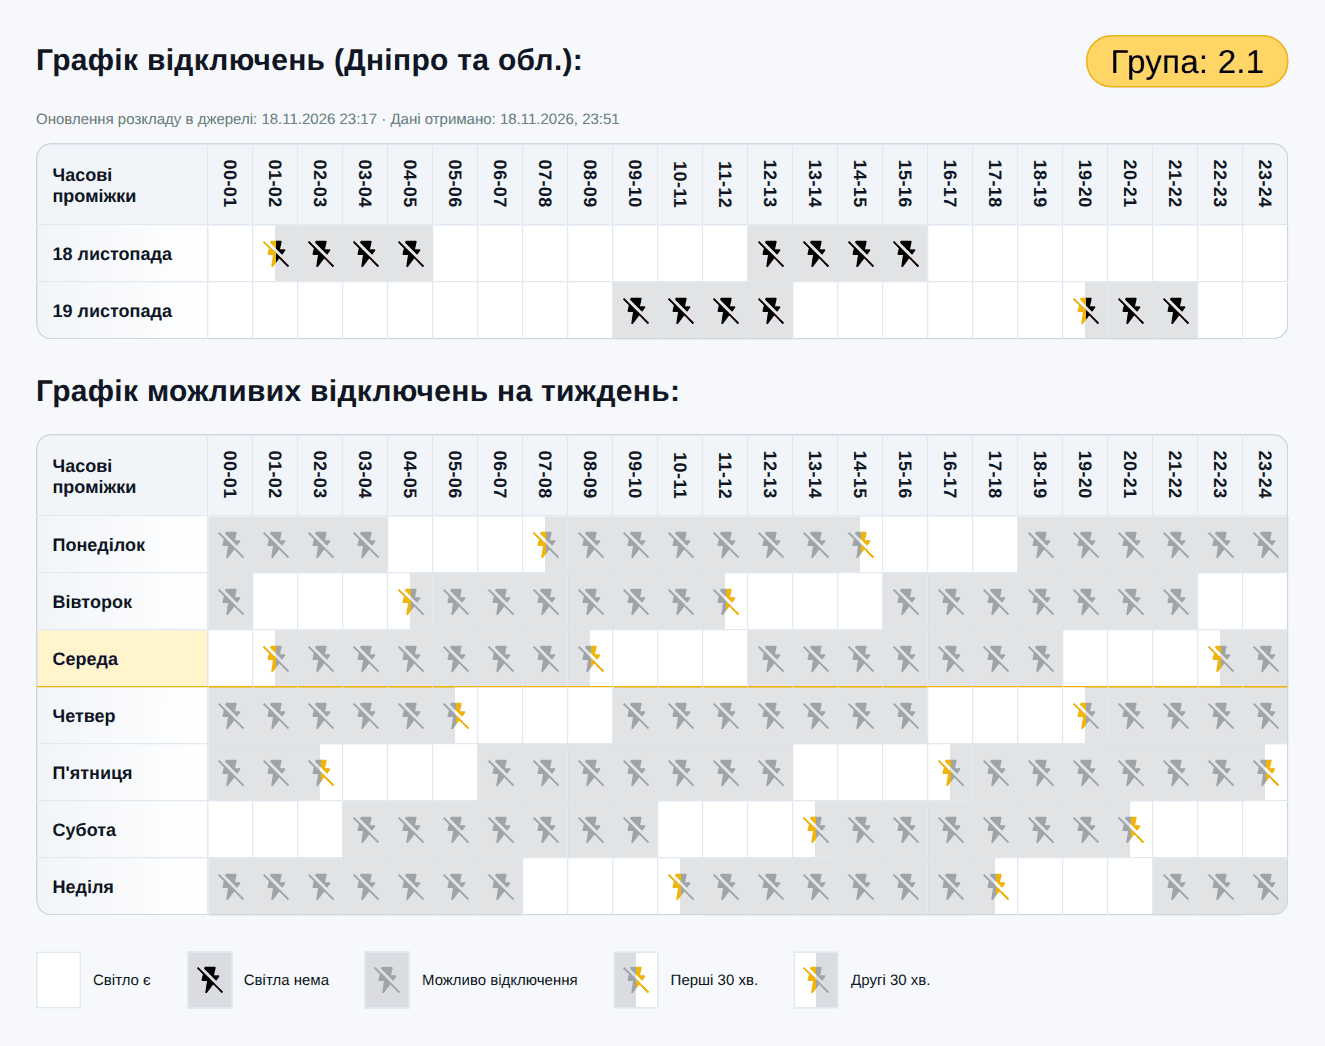 Графік відключень (Дніпро та обл.):
Група: 2.1
Оновлення розкладу в джерелі: 18.11.2026 23:17 · Дані отримано: 18.11.2026, 23:51
Часові проміжки 00-01 01-02 02-03 03-04 04-05 05-06 06-07 07-08 08-09 09-10 10-11 11-12 12-13 13-14 14-15 15-16 16-17 17-18 18-19 19-20 20-21 21-22 22-23 23-24
18 листопада
19 листопада
Графік можливих відключень на тиждень:
Часові проміжки 00-01 01-02 02-03 03-04 04-05 05-06 06-07 07-08 08-09 09-10 10-11 11-12 12-13 13-14 14-15 15-16 16-17 17-18 18-19 19-20 20-21 21-22 22-23 23-24
Понеділок
Вівторок
Середа
Четвер
П'ятниця
Субота
Неділя
Світло є Світла нема Можливо відключення Перші 30 хв. Другі 30 хв.